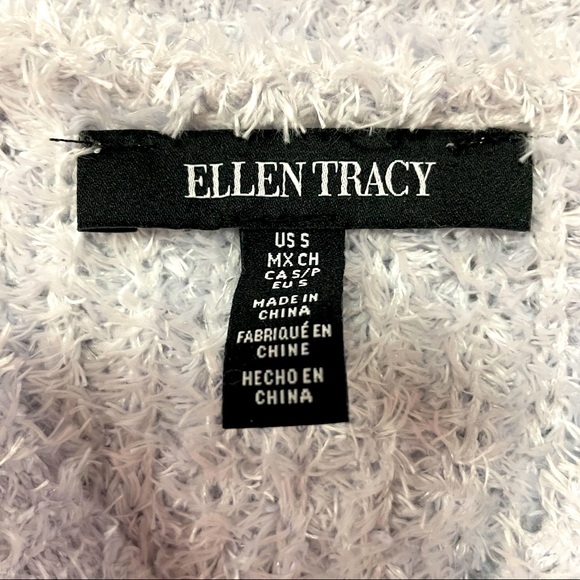 ELLEN TRACY
US S
MX CH
CA S/P
EU S
MADE IN
CHINA
FABRIQUÉ EN
CHINE
HECHO EN
CHINA